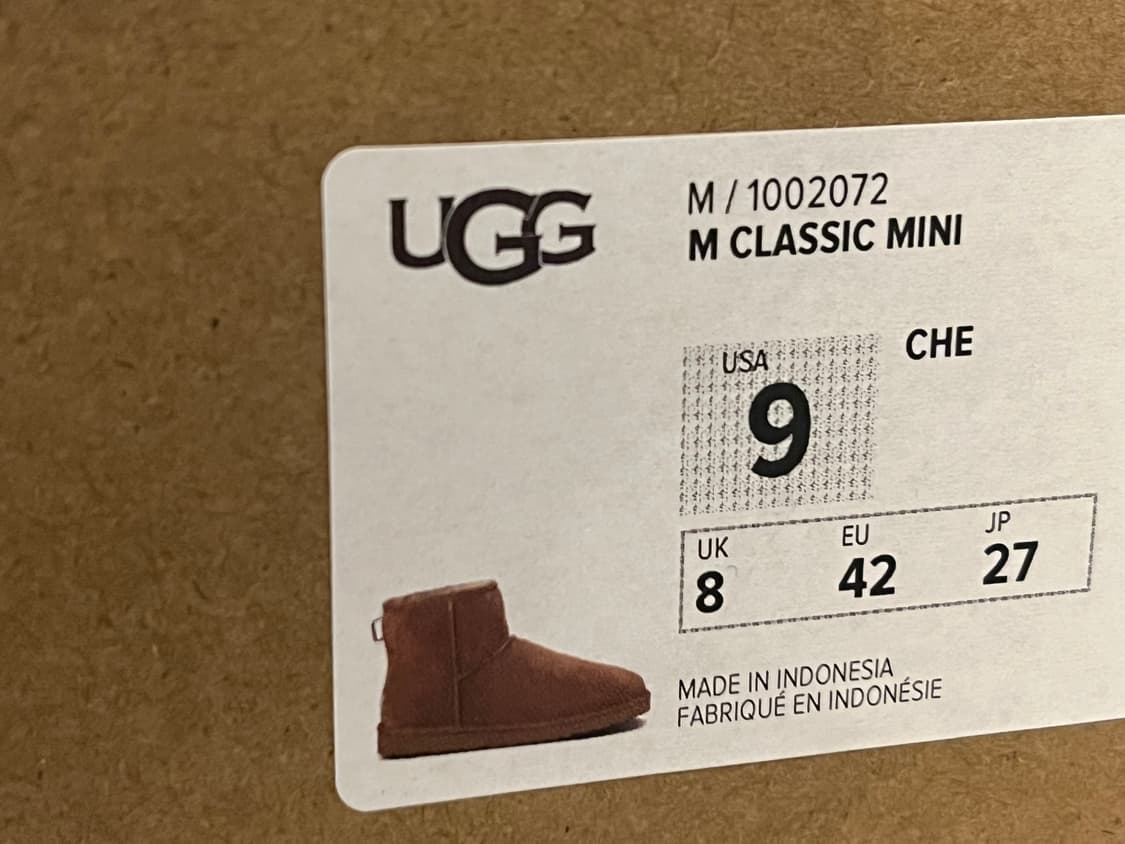 UGG
M / 1002072
M CLASSIC MINI
USA
9
CHE
UK
8
EU
42
JP
27
MADE IN INDONESIA
FABRIQUÉ EN INDONÉSIE